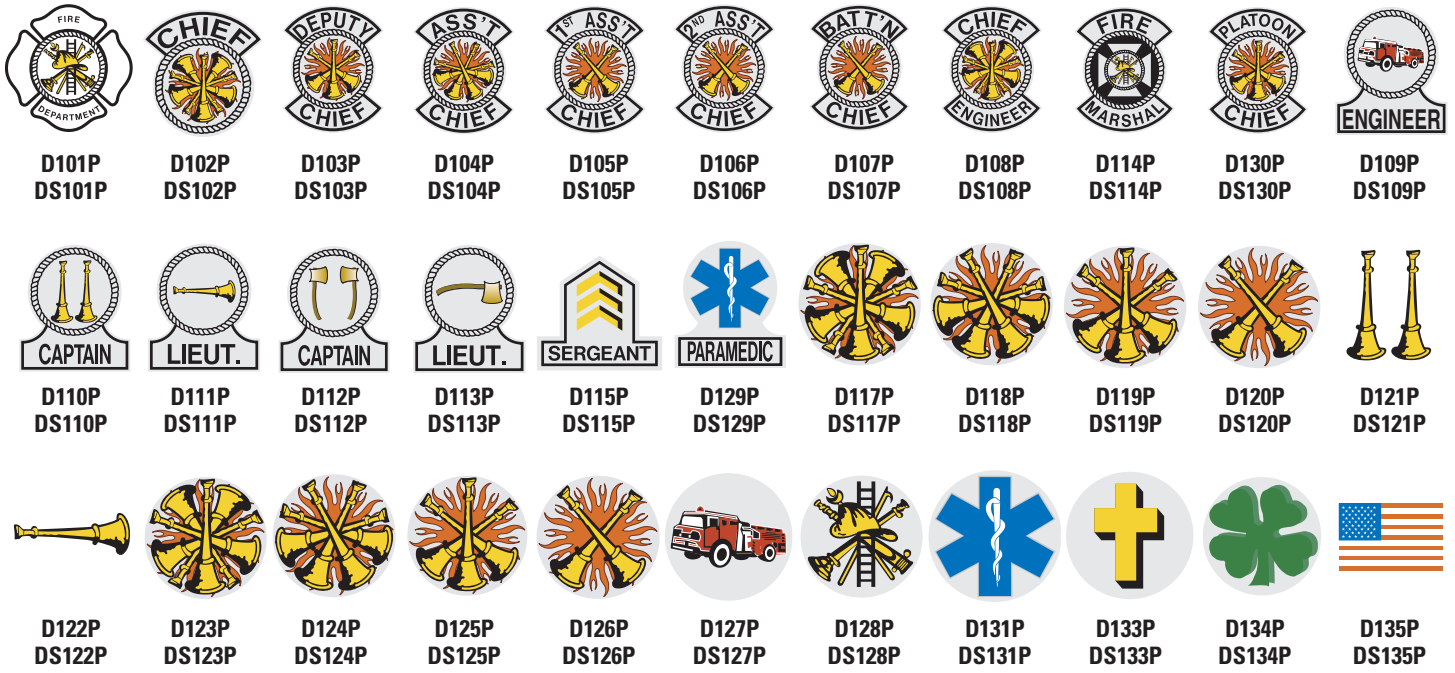 FIRE
DEPARTMENT
CHIEF
DEPUTY
CHIEF
ASS'T
CHIEF
1ST ASS'T
CHIEF
2ND ASS'T
CHIEF
BATT'N
CHIEF
CHIEF
ENGINEER
FIRE
MARSHAL
PLATOON
CHIEF
ENGINEER
D101P D102P D103P D104P D105P D106P D107P D108P D114P D130P D109P
DS101P DS102P DS103P DS104P DS105P DS106P DS107P DS108P DS114P DS130P DS109P
CAPTAIN
LIEUT.
CAPTAIN
LIEUT.
SERGEANT
PARAMEDIC
D110P D111P D112P D113P D115P D129P D117P D118P D119P D120P D121P
DS110P DS111P DS112P DS113P DS115P DS129P DS117P DS118P DS119P DS120P DS121P
D122P D123P D124P D125P D126P D127P D128P D131P D133P D134P D135P
DS122P DS123P DS124P DS125P DS126P DS127P DS128P DS131P DS133P DS134P DS135P